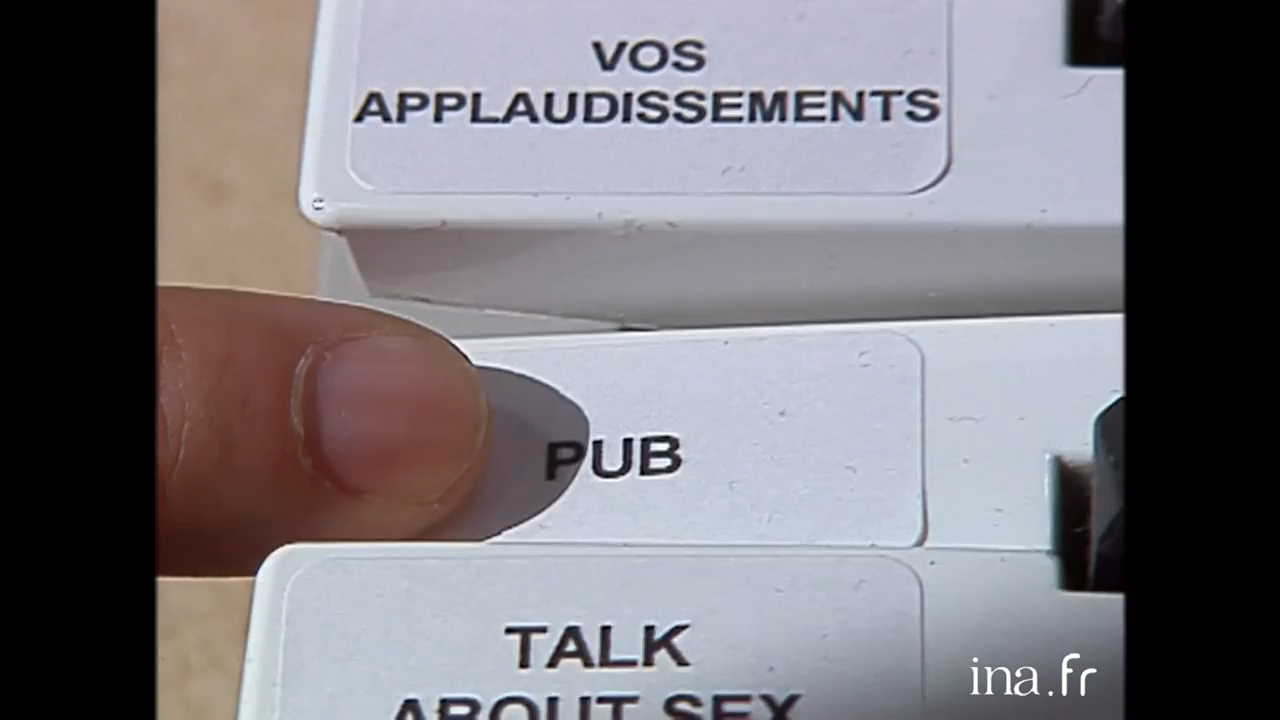 VOS
APPLAUDISSEMENTS
PUB
TALK
ABOUT SEX
ina.fr